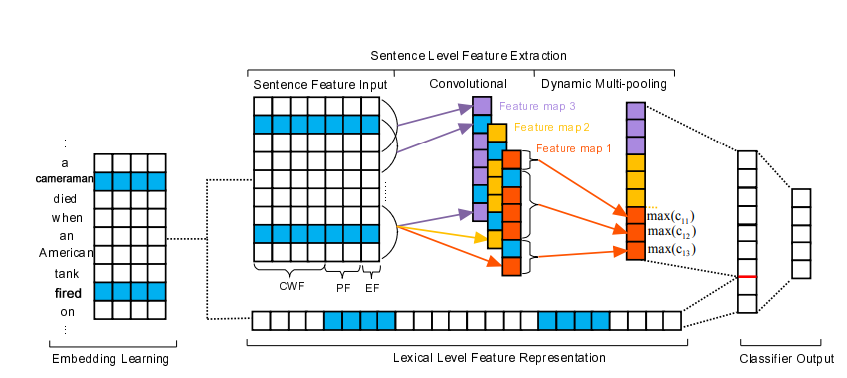 Sentence Level Feature Extraction
Sentence Feature Input
Convolutional
Dynamic Multi-pooling
Feature map 3
Feature map 2
Feature map 1
:
a
cameraman
died
when
an
American
tank
fired
on
:
max(c11)
max(c12)
max(c13)
CWF
PF
EF
Embedding Learning
Lexical Level Feature Representation
Classifier Output